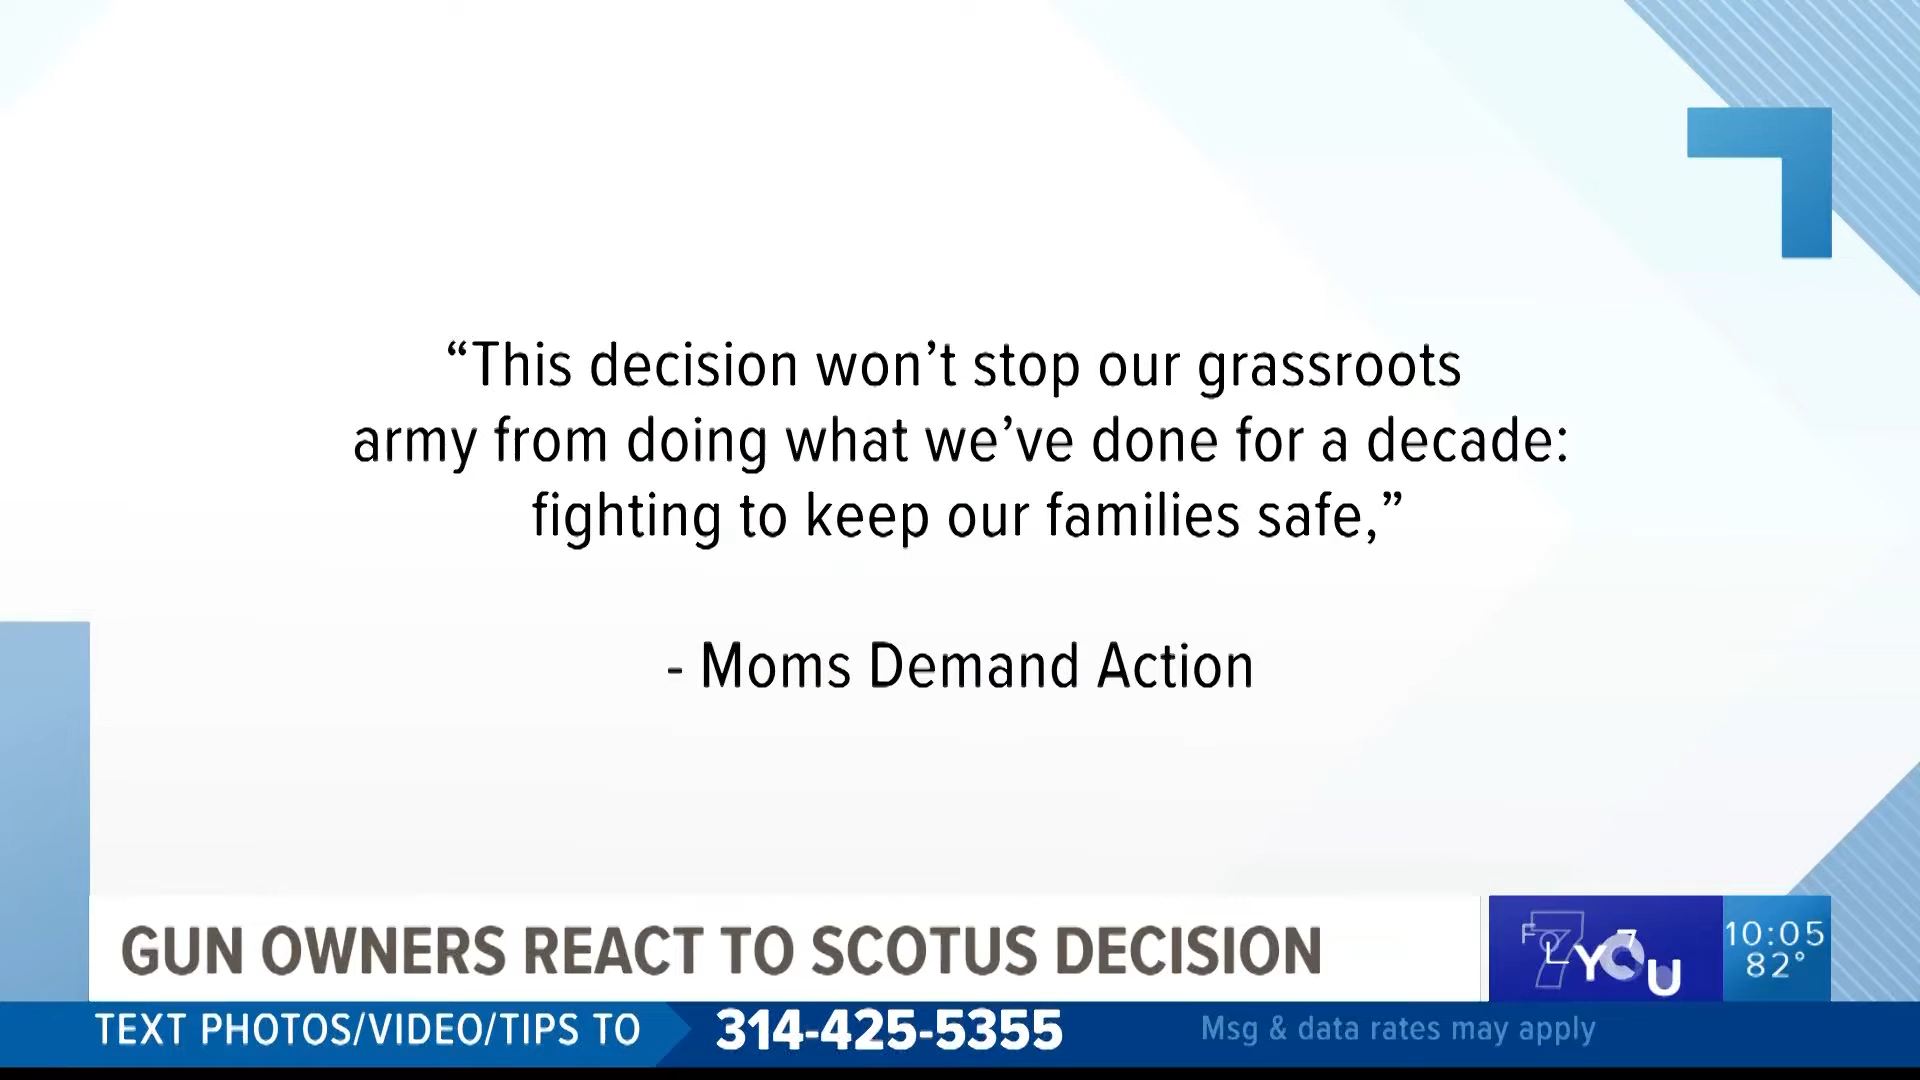 “This decision won’t stop our grassroots
army from doing what we’ve done for a decade:
fighting to keep our families safe,”
- Moms Demand Action
GUN OWNERS REACT TO SCOTUS DECISION
10:05
82°
TEXT PHOTOS/VIDEO/TIPS TO
314-425-5355
Msg & data rates may apply